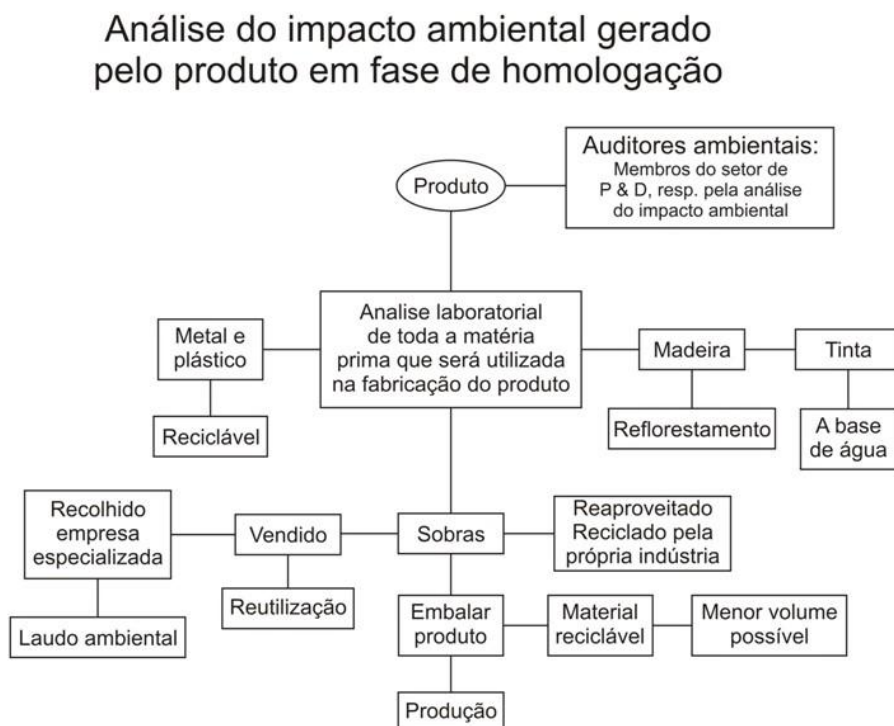 Análise do impacto ambiental gerado
pelo produto em fase de homologação
Produto
Auditores ambientais:
Membros do setor de
P & D, resp. pela análise
do impacto ambiental
Metal e
plástico
Analise laboratorial
de toda a matéria
prima que será utilizada
na fabricação do produto
Madeira
Tinta
Reciclável
Reflorestamento
A base
de água
Recolhido
empresa
especializada
Vendido
Sobras
Reaproveitado
Reciclado pela
própria indústria
Laudo ambiental
Reutilização
Embalar
produto
Material
reciclável
Menor volume
possível
Produção